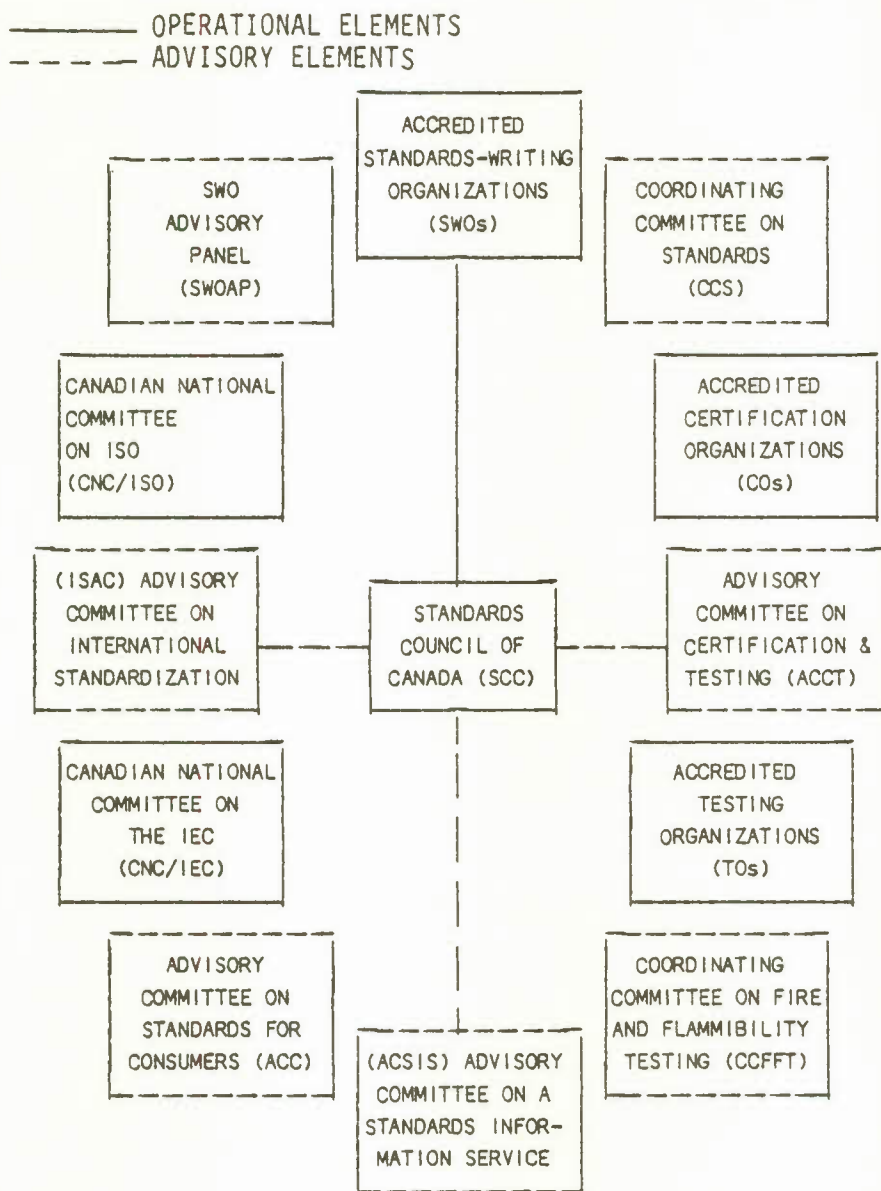 OPERATIONAL ELEMENTS
ADVISORY ELEMENTS
ACCREDITED
STANDARDS-WRITING
ORGANIZATIONS
(SWOs)
SWO
ADVISORY
PANEL
(SWOAP)
COORDINATING
COMMITTEE ON
STANDARDS
(CCS)
CANADIAN NATIONAL
COMMITTEE
ON ISO
(CNC/ISO)
ACCREDITED
CERTIFICATION
ORGANIZATIONS
(COs)
(ISAC) ADVISORY
COMMITTEE ON
INTERNATIONAL
STANDARDIZATION
STANDARDS
COUNCIL OF
CANADA (SCC)
ADVISORY
COMMITTEE ON
CERTIFICATION &
TESTING (ACCT)
CANADIAN NATIONAL
COMMITTEE ON
THE IEC
(CNC/IEC)
ACCREDITED
TESTING
ORGANIZATIONS
(TOs)
ADVISORY
COMMITTEE ON
STANDARDS FOR
CONSUMERS (ACC)
(ACSIS) ADVISORY
COMMITTEE ON A
STANDARDS INFOR-
MATION SERVICE
COORDINATING
COMMITTEE ON FIRE
AND FLAMMIBILITY
TESTING (CCFFT)